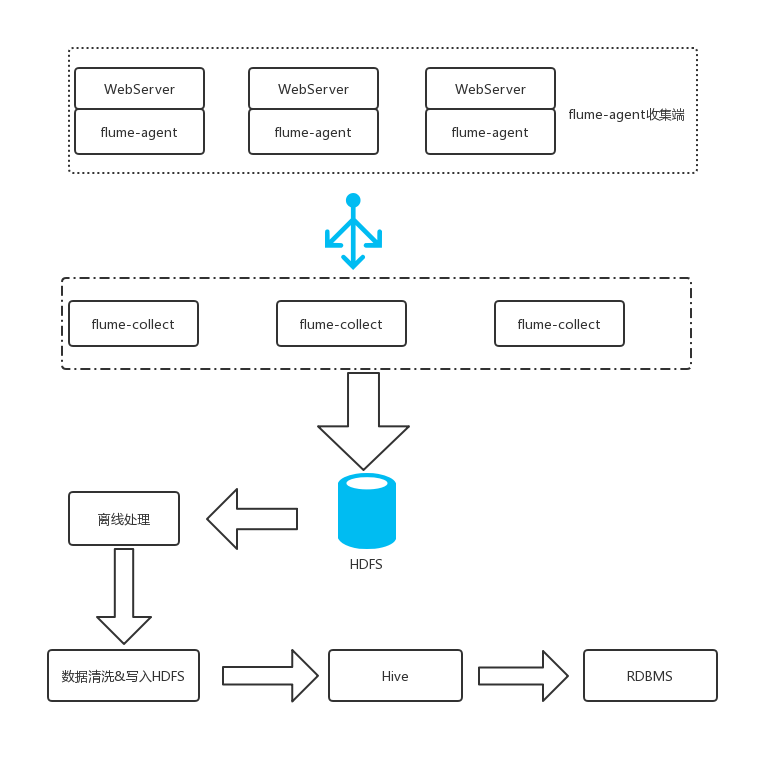 WebServer
WebServer
WebServer
flume-agent
flume-agent
flume-agent
flume-agent收集端
flume-collect
flume-collect
flume-collect
离线处理
HDFS
数据清洗&写入HDFS
Hive
RDBMS